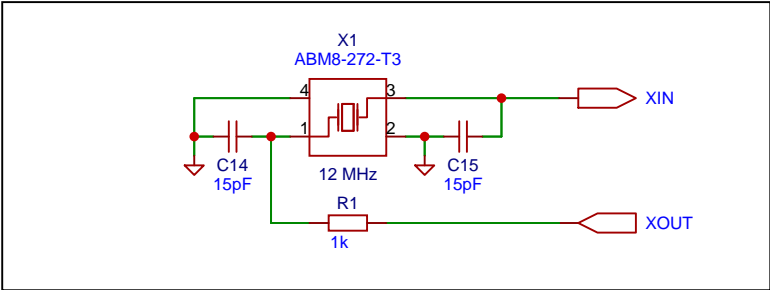 X1
ABM8-272-T3
4
3
XIN
1
2
C14
15pF
12 MHz
C15
15pF
R1
1k
XOUT